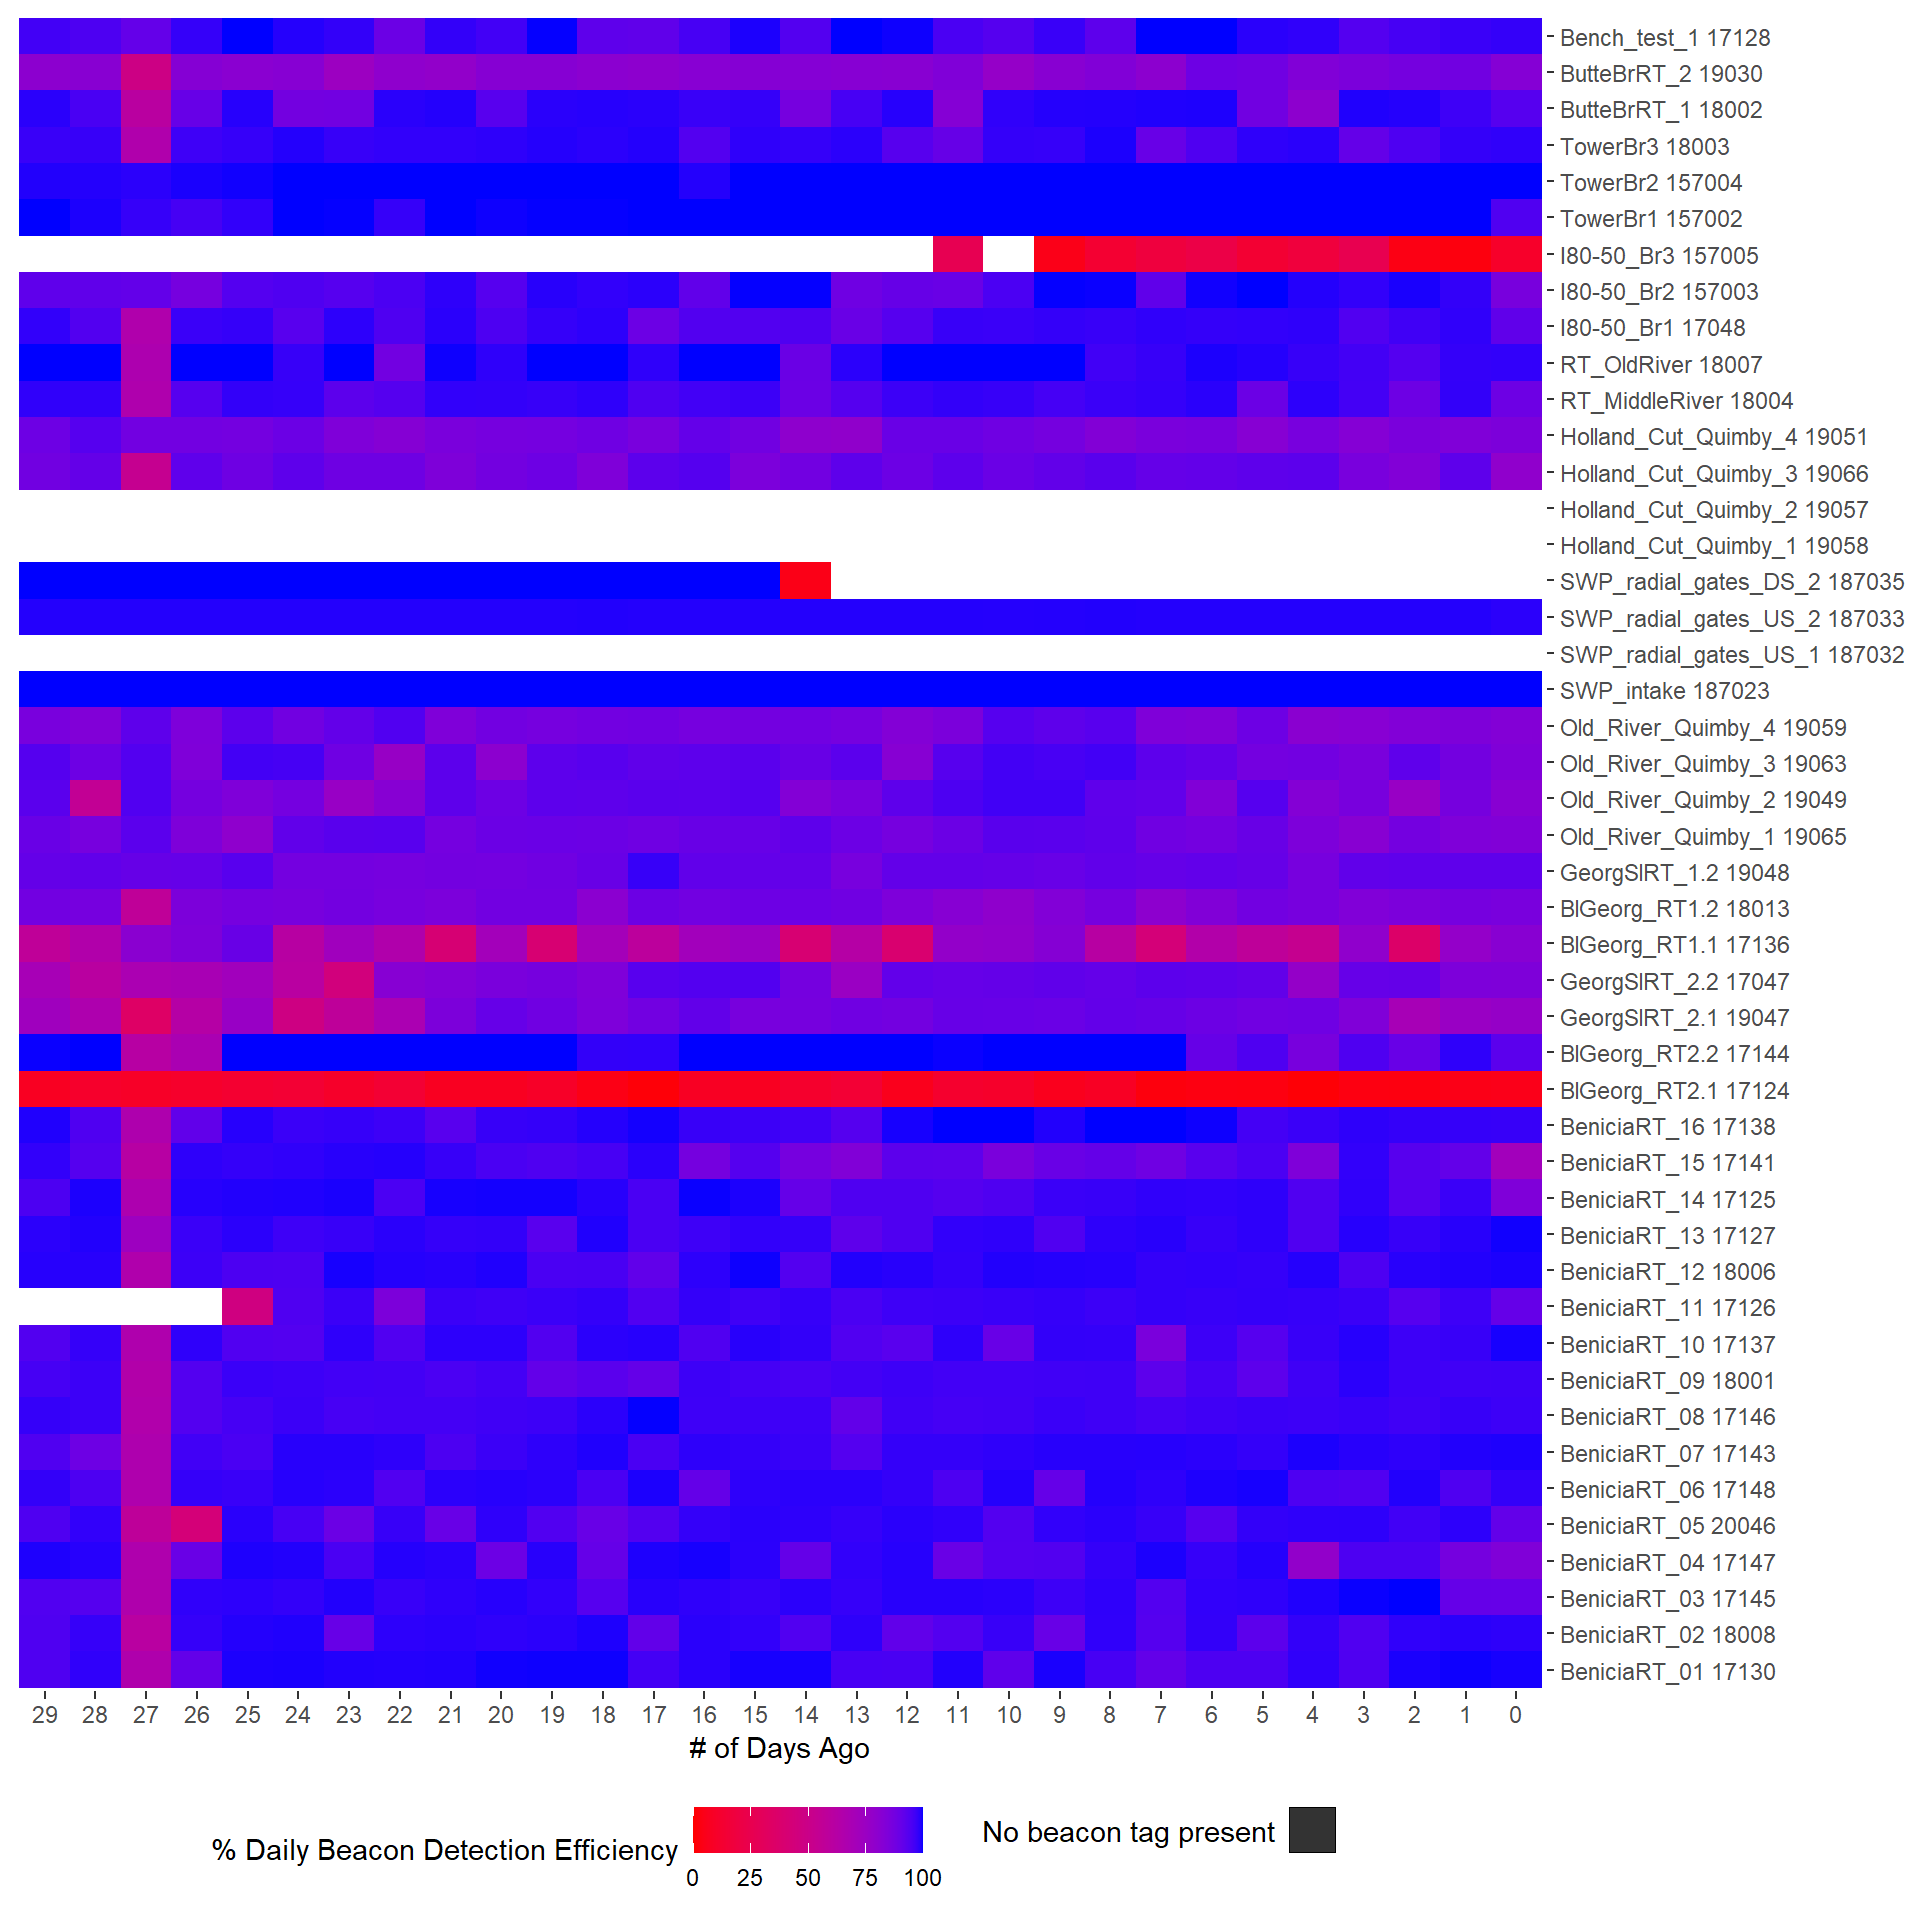 Bench_test_1 17128
ButteBrRT_2 19030
ButteBrRT_1 18002
TowerBr3 18003
TowerBr2 157004
TowerBr1 157002
I80-50_Br3 157005
I80-50_Br2 157003
I80-50_Br1 17048
RT_OldRiver 18007
RT_MiddleRiver 18004
Holland_Cut_Quimby_4 19051
Holland_Cut_Quimby_3 19066
Holland_Cut_Quimby_2 19057
Holland_Cut_Quimby_1 19058
SWP_radial_gates_DS_2 187035
SWP_radial_gates_US_2 187033
SWP_radial_gates_US_1 187032
SWP_intake 187023
Old_River_Quimby_4 19059
Old_River_Quimby_3 19063
Old_River_Quimby_2 19049
Old_River_Quimby_1 19065
GeorgSlRT_1.2 19048
BlGeorg_RT1.2 18013
BlGeorg_RT1.1 17136
GeorgSlRT_2.2 17047
GeorgSlRT_2.1 19047
BlGeorg_RT2.2 17144
BlGeorg_RT2.1 17124
BeniciaRT_16 17138
BeniciaRT_15 17141
BeniciaRT_14 17125
BeniciaRT_13 17127
BeniciaRT_12 18006
BeniciaRT_11 17126
BeniciaRT_10 17137
BeniciaRT_09 18001
BeniciaRT_08 17146
BeniciaRT_07 17143
BeniciaRT_06 17148
BeniciaRT_05 20046
BeniciaRT_04 17147
BeniciaRT_03 17145
BeniciaRT_02 18008
BeniciaRT_01 17130
29 28 27 26 25 24 23 22 21 20 19 18 17 16 15 14 13 12 11 10 9 8 7 6 5 4 3 2 1 0
# of Days Ago
% Daily Beacon Detection Efficiency
0 25 50 75 100
No beacon tag present